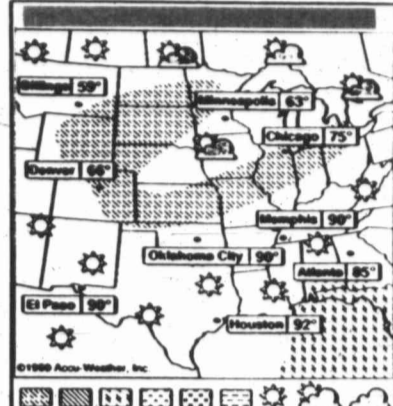 Billings 59°
Minneapolis 63°
Chicago 75°
Denver 66°
Memphis 90°
Oklahoma City 90°
Atlanta 85°
El Paso 90°
Houston 92°
©1990 Accu-Weather, Inc.